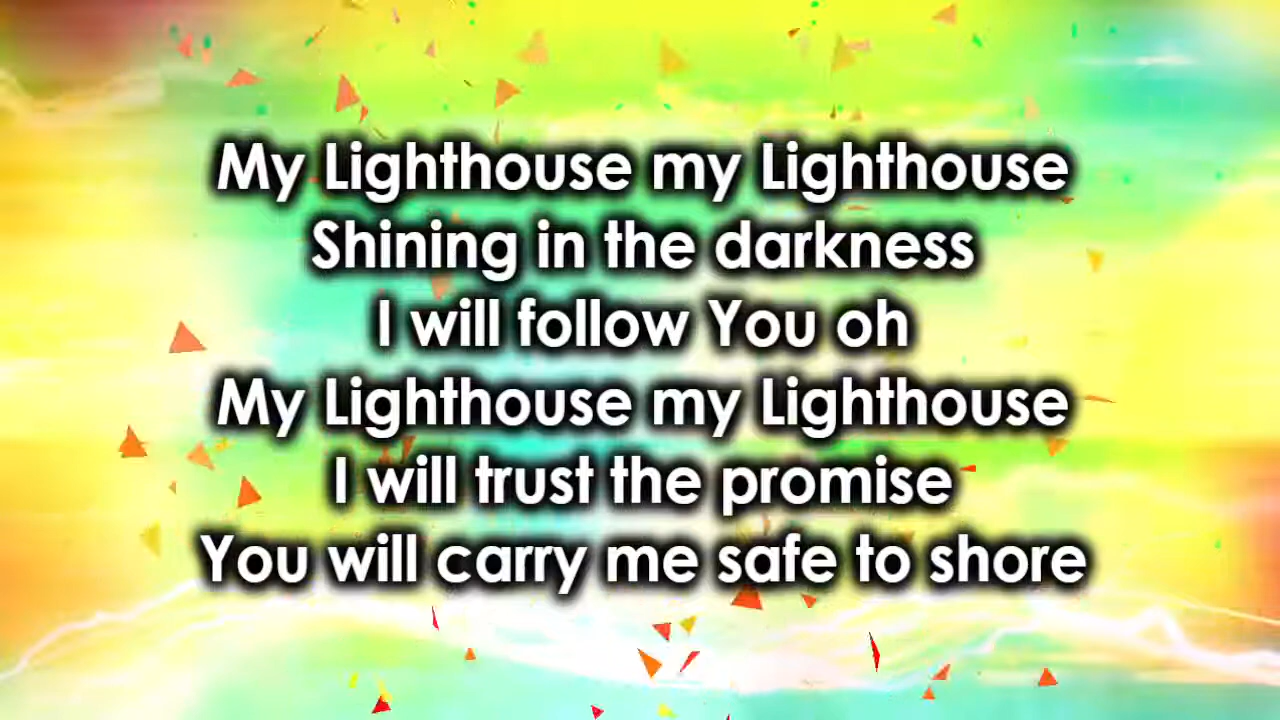 My Lighthouse my Lighthouse
Shining in the darkness
I will follow You oh
My Lighthouse my Lighthouse
I will trust the promise
You will carry me safe to shore